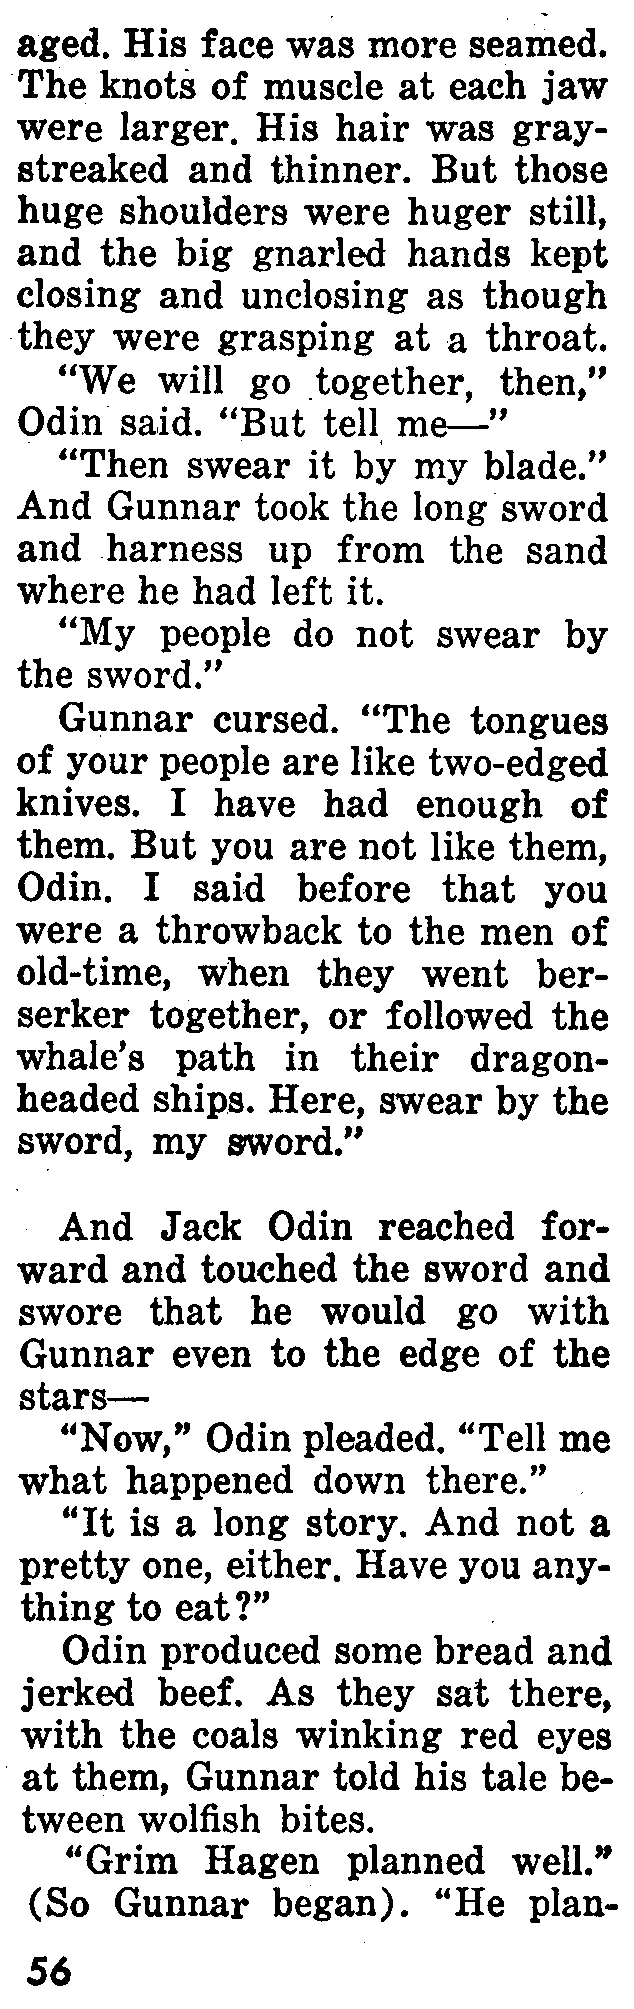 aged. His face was more seamed.
The knots of muscle at each jaw
were larger. His hair was gray-
streaked and thinner. But those
huge shoulders were huger still,
and the big gnarled hands kept
closing and unclosing as though
they were grasping at a throat.
"We will go together, then,"
Odin said. "But tell me—"
"Then swear it by my blade."
And Gunnar took the long sword
and harness up from the sand
where he had left it.
"My people do not swear by
the sword."
Gunnar cursed. "The tongues
of your people are like two-edged
knives. I have had enough of
them. But you are not like them,
Odin. I said before that you
were a throwback to the men of
old-time, when they went ber-
serker together, or followed the
whale's path in their dragon-
headed ships. Here, swear by the
sword, my sword."
And Jack Odin reached for-
ward and touched the sword and
swore that he would go with
Gunnar even to the edge of the
stars—
"Now," Odin pleaded. "Tell me
what happened down there."
"It is a long story. And not a
pretty one, either. Have you any-
thing to eat?"
Odin produced some bread and
jerked beef. As they sat there,
with the coals winking red eyes
at them, Gunnar told his tale be-
tween wolfish bites.
"Grim Hagen planned well."
(So Gunnar began). "He plan-
56